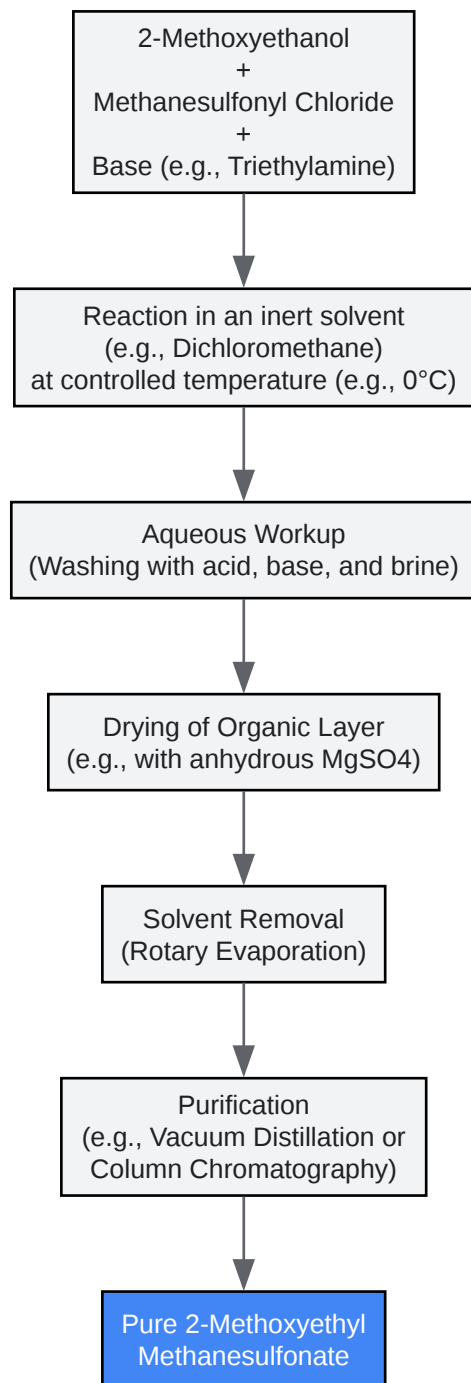 2-Methoxyethanol
+
Methanesulfonyl Chloride
+
Base (e.g., Triethylamine)
Reaction in an inert solvent
(e.g., Dichloromethane)
at controlled temperature (e.g., 0°C)
Aqueous Workup
(Washing with acid, base, and brine)
Drying of Organic Layer
(e.g., with anhydrous MgSO4)
Solvent Removal
(Rotary Evaporation)
Purification
(e.g., Vacuum Distillation or
Column Chromatography)
Pure 2-Methoxyethyl
Methanesulfonate